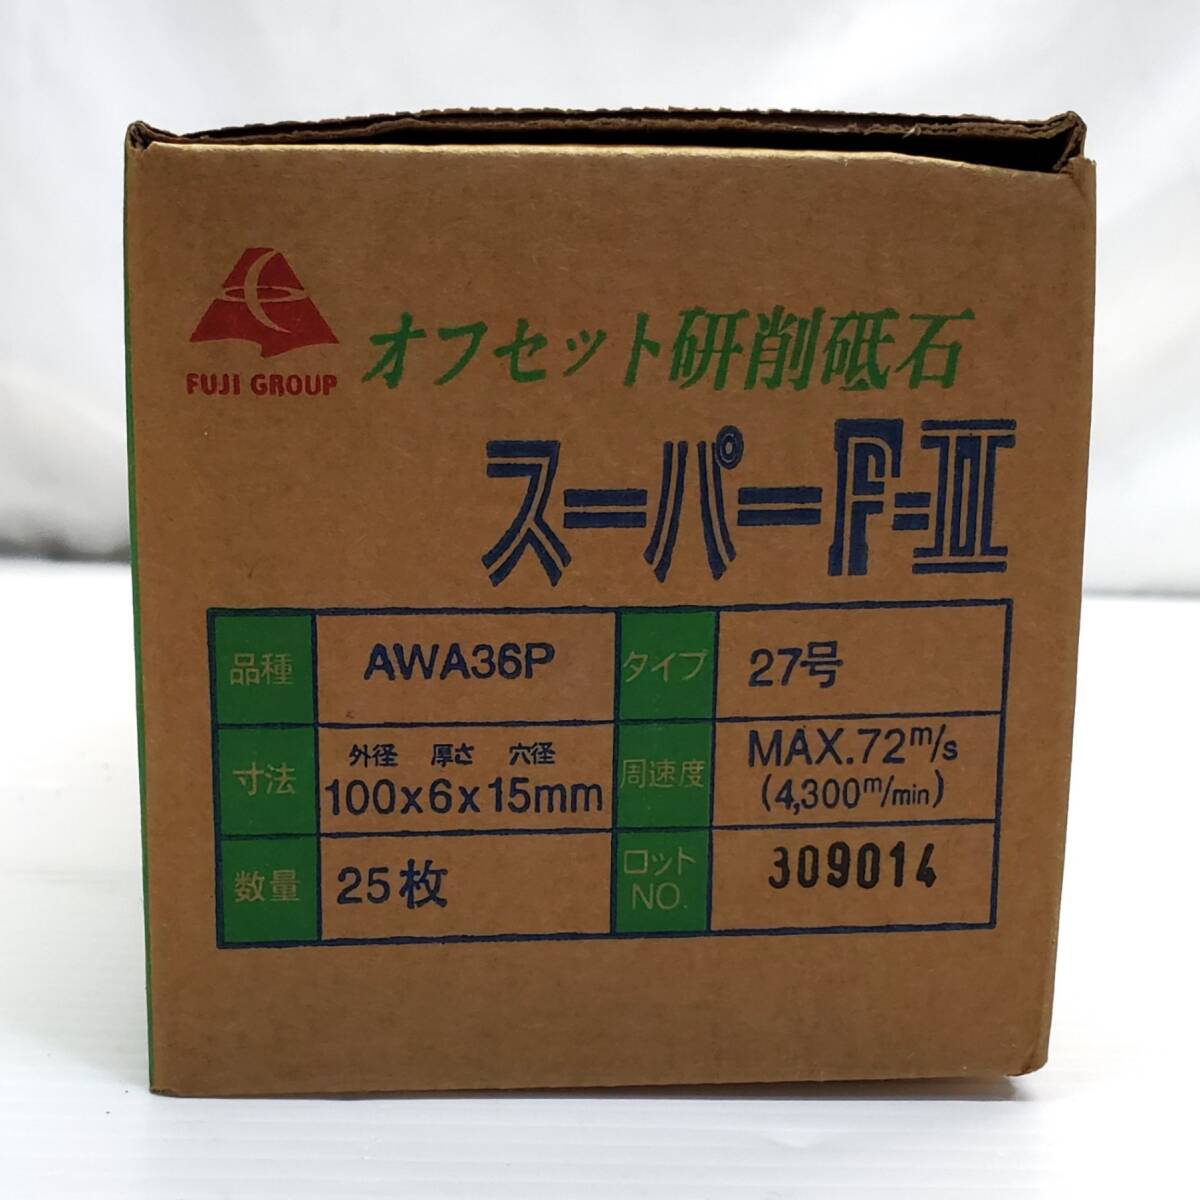 FUJI GROUP
オフセット研削砥石
スーパーF-II
品種 AWA36P タイプ 27号
寸法 外径 厚さ 穴径 100x6x15mm 周速度 MAX.72m/s (4,300m/min)
数量 25枚 ロットNO. 309014